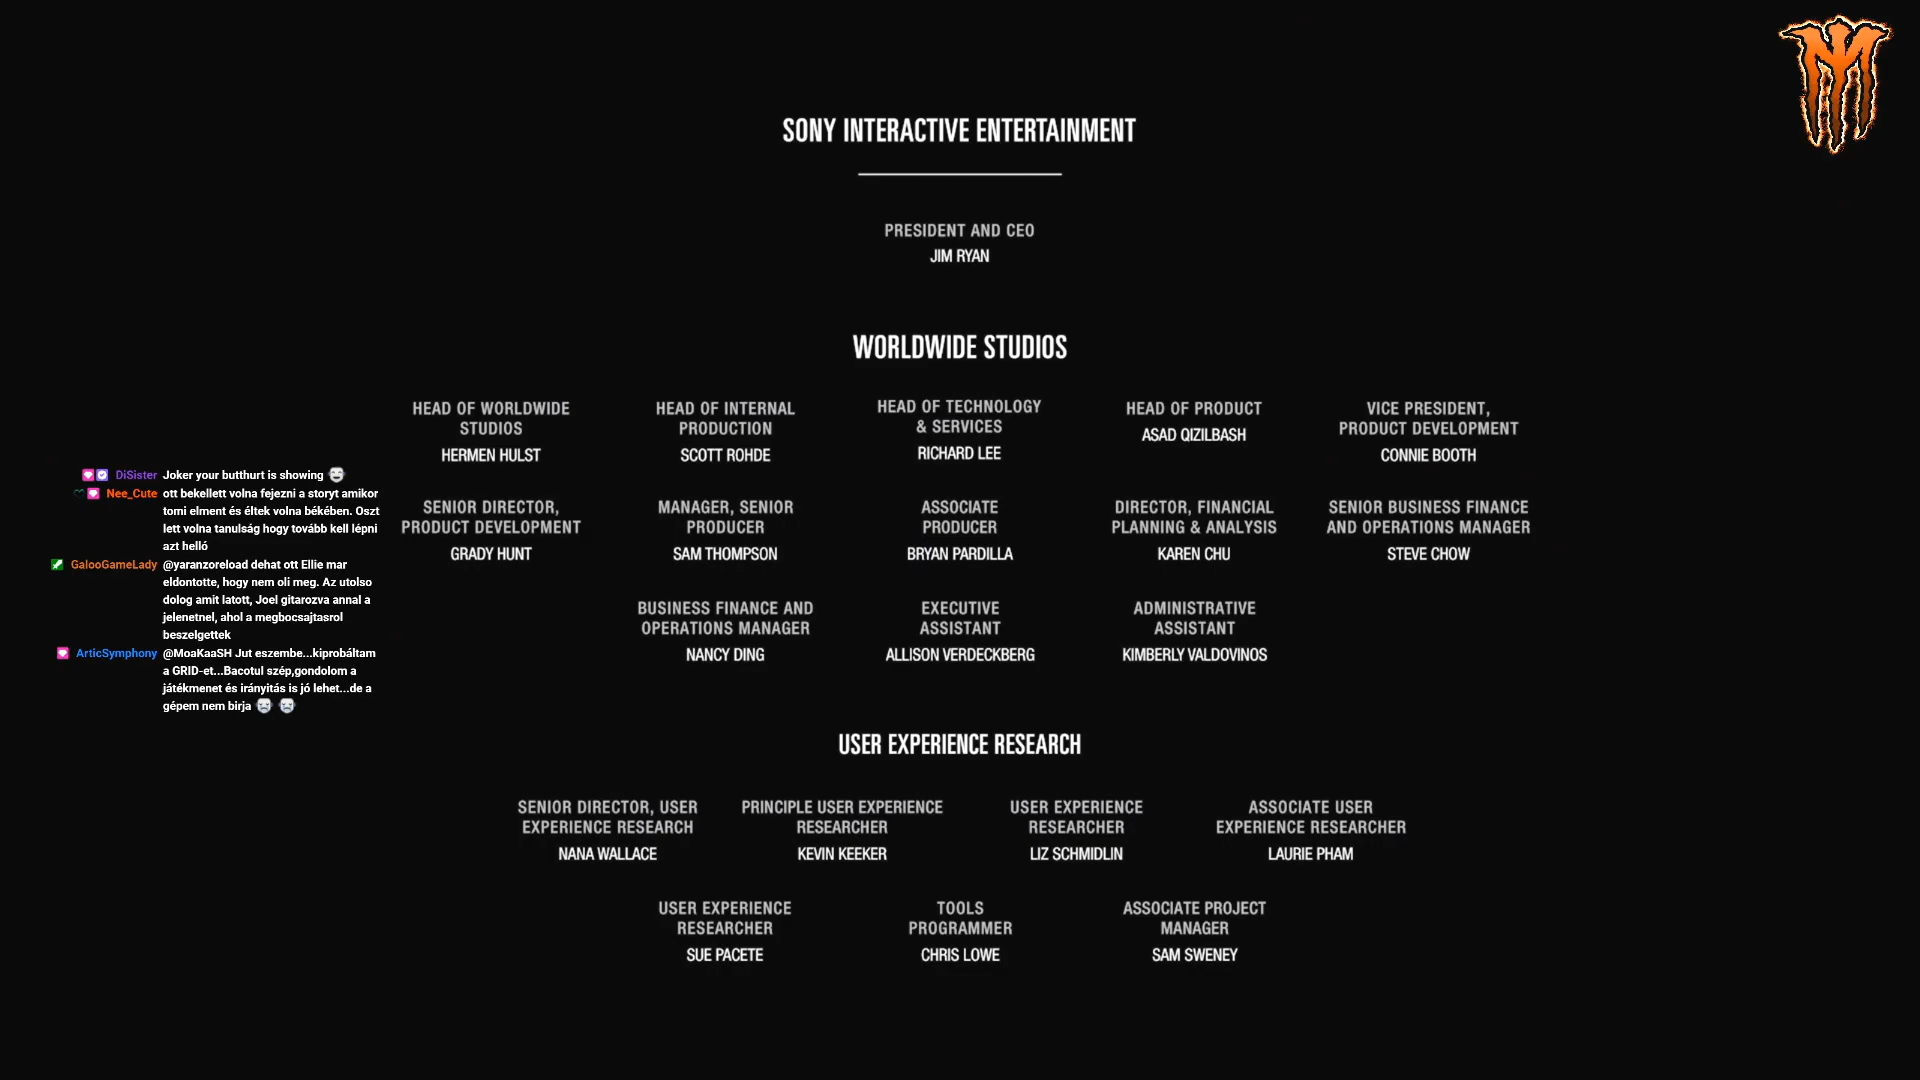 SONY INTERACTIVE ENTERTAINMENT
PRESIDENT AND CEO
JIM RYAN
WORLDWIDE STUDIOS
HEAD OF WORLDWIDE
STUDIOS
HERMEN HULST
HEAD OF INTERNAL
PRODUCTION
SCOTT ROHDE
HEAD OF TECHNOLOGY
& SERVICES
RICHARD LEE
HEAD OF PRODUCT
ASAD QIZILBASH
VICE PRESIDENT,
PRODUCT DEVELOPMENT
CONNIE BOOTH
SENIOR DIRECTOR,
PRODUCT DEVELOPMENT
GRADY HUNT
MANAGER, SENIOR
PRODUCER
SAM THOMPSON
ASSOCIATE
PRODUCER
BRYAN PARDILLA
DIRECTOR, FINANCIAL
PLANNING & ANALYSIS
KAREN CHU
SENIOR BUSINESS FINANCE
AND OPERATIONS MANAGER
STEVE CHOW
BUSINESS FINANCE AND
OPERATIONS MANAGER
NANCY DING
EXECUTIVE
ASSISTANT
ALLISON VERDECKBERG
ADMINISTRATIVE
ASSISTANT
KIMBERLY VALDOVINOS
USER EXPERIENCE RESEARCH
SENIOR DIRECTOR, USER
EXPERIENCE RESEARCH
NANA WALLACE
PRINCIPLE USER EXPERIENCE
RESEARCHER
KEVIN KEEKER
USER EXPERIENCE
RESEARCHER
LIZ SCHMIDLIN
ASSOCIATE USER
EXPERIENCE RESEARCHER
LAURIE PHAM
USER EXPERIENCE
RESEARCHER
SUE PACETE
TOOLS
PROGRAMMER
CHRIS LOWE
ASSOCIATE PROJECT
MANAGER
SAM SWENEY
DiSister Joker your butthurt is showing
Nee_Cute ott bekellett volna fejezni a storyt amikor
tomi elment és éltek volna békében. Oszt
lett volna tanulság hogy tovább kell lépni
azt helló
GalooGameLady @yaranzoreload dehat ott Ellie mar
eldontotte, hogy nem oli meg. Az utolso
dolog amit latott, Joel gitarozva annal a
jelenetnel, ahol a megbocsajtasrol
beszelgettek
ArticSymphony @MoaKaaSH Jut eszembe...kipróbáltam
a GRID-et...Bacotul szép,gondolom a
játékmenet és irányitás is jó lehet...de a
gépem nem birja